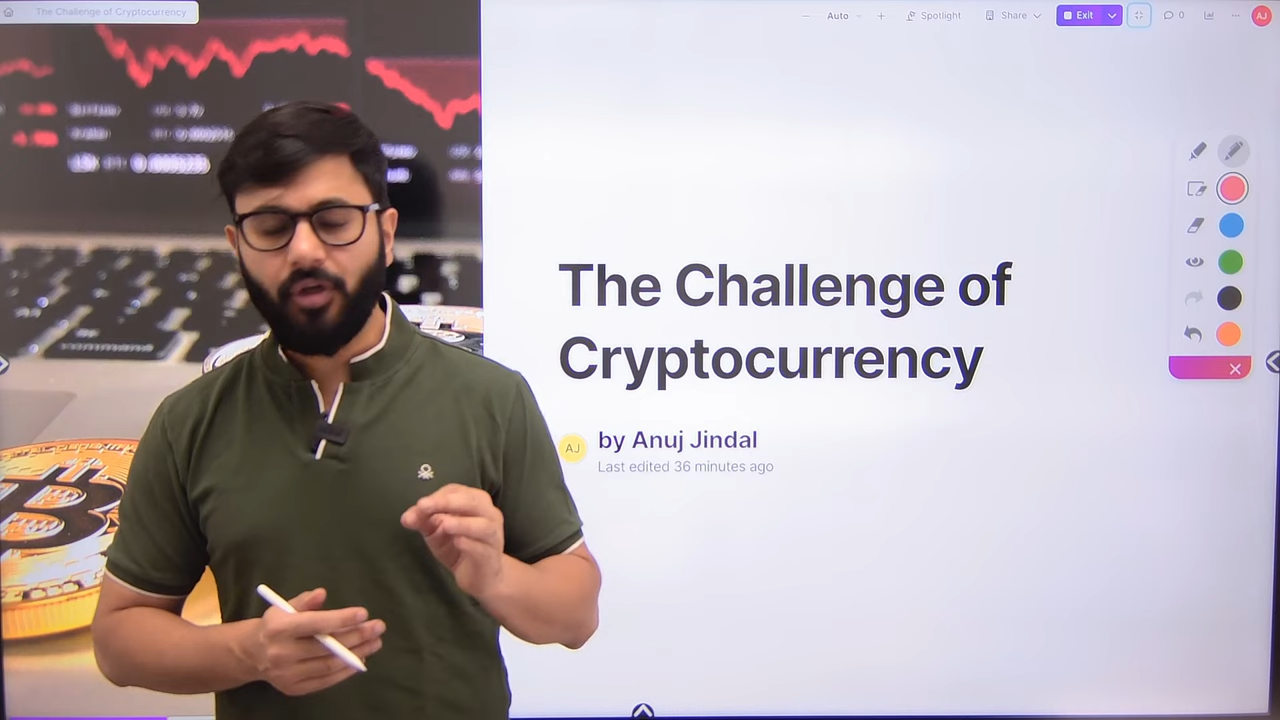 The Challenge of Cryptocurrency
Auto
Spotlight
Share
Exit
0
AJ
The Challenge of
Cryptocurrency
AJ
by Anuj Jindal
Last edited 36 minutes ago